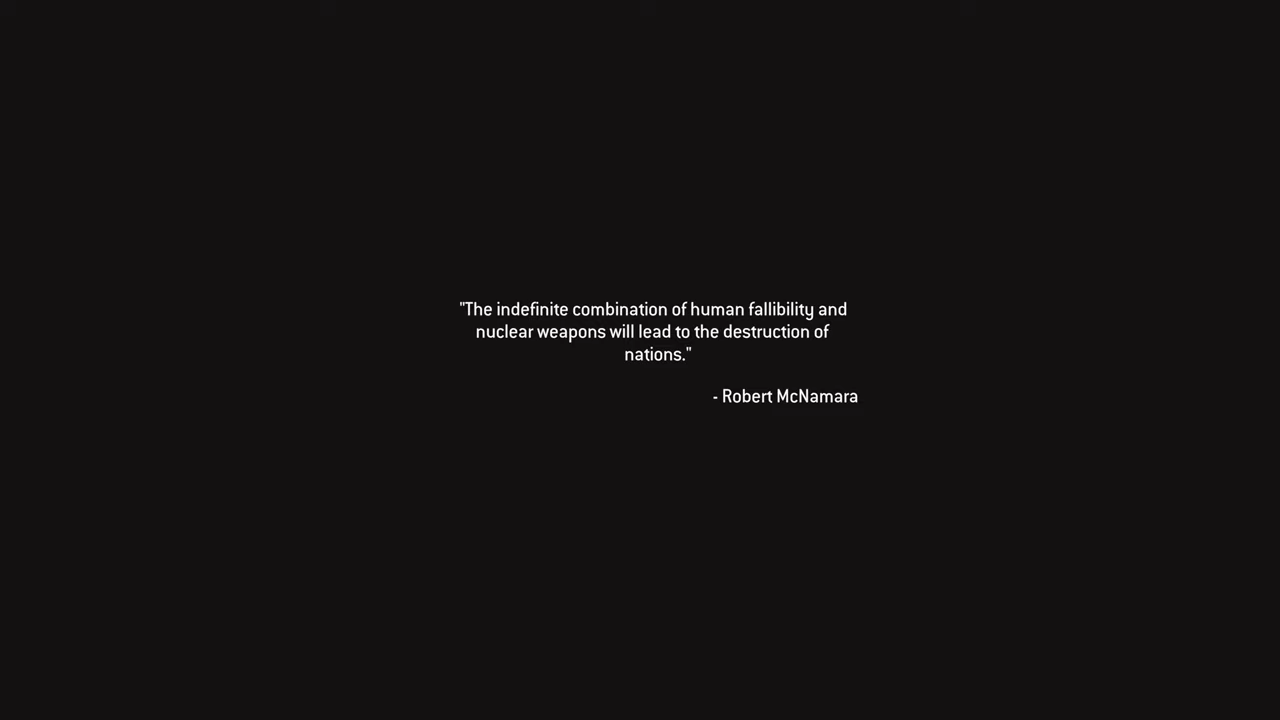 "The indefinite combination of human fallibility and
nuclear weapons will lead to the destruction of
nations."
- Robert McNamara